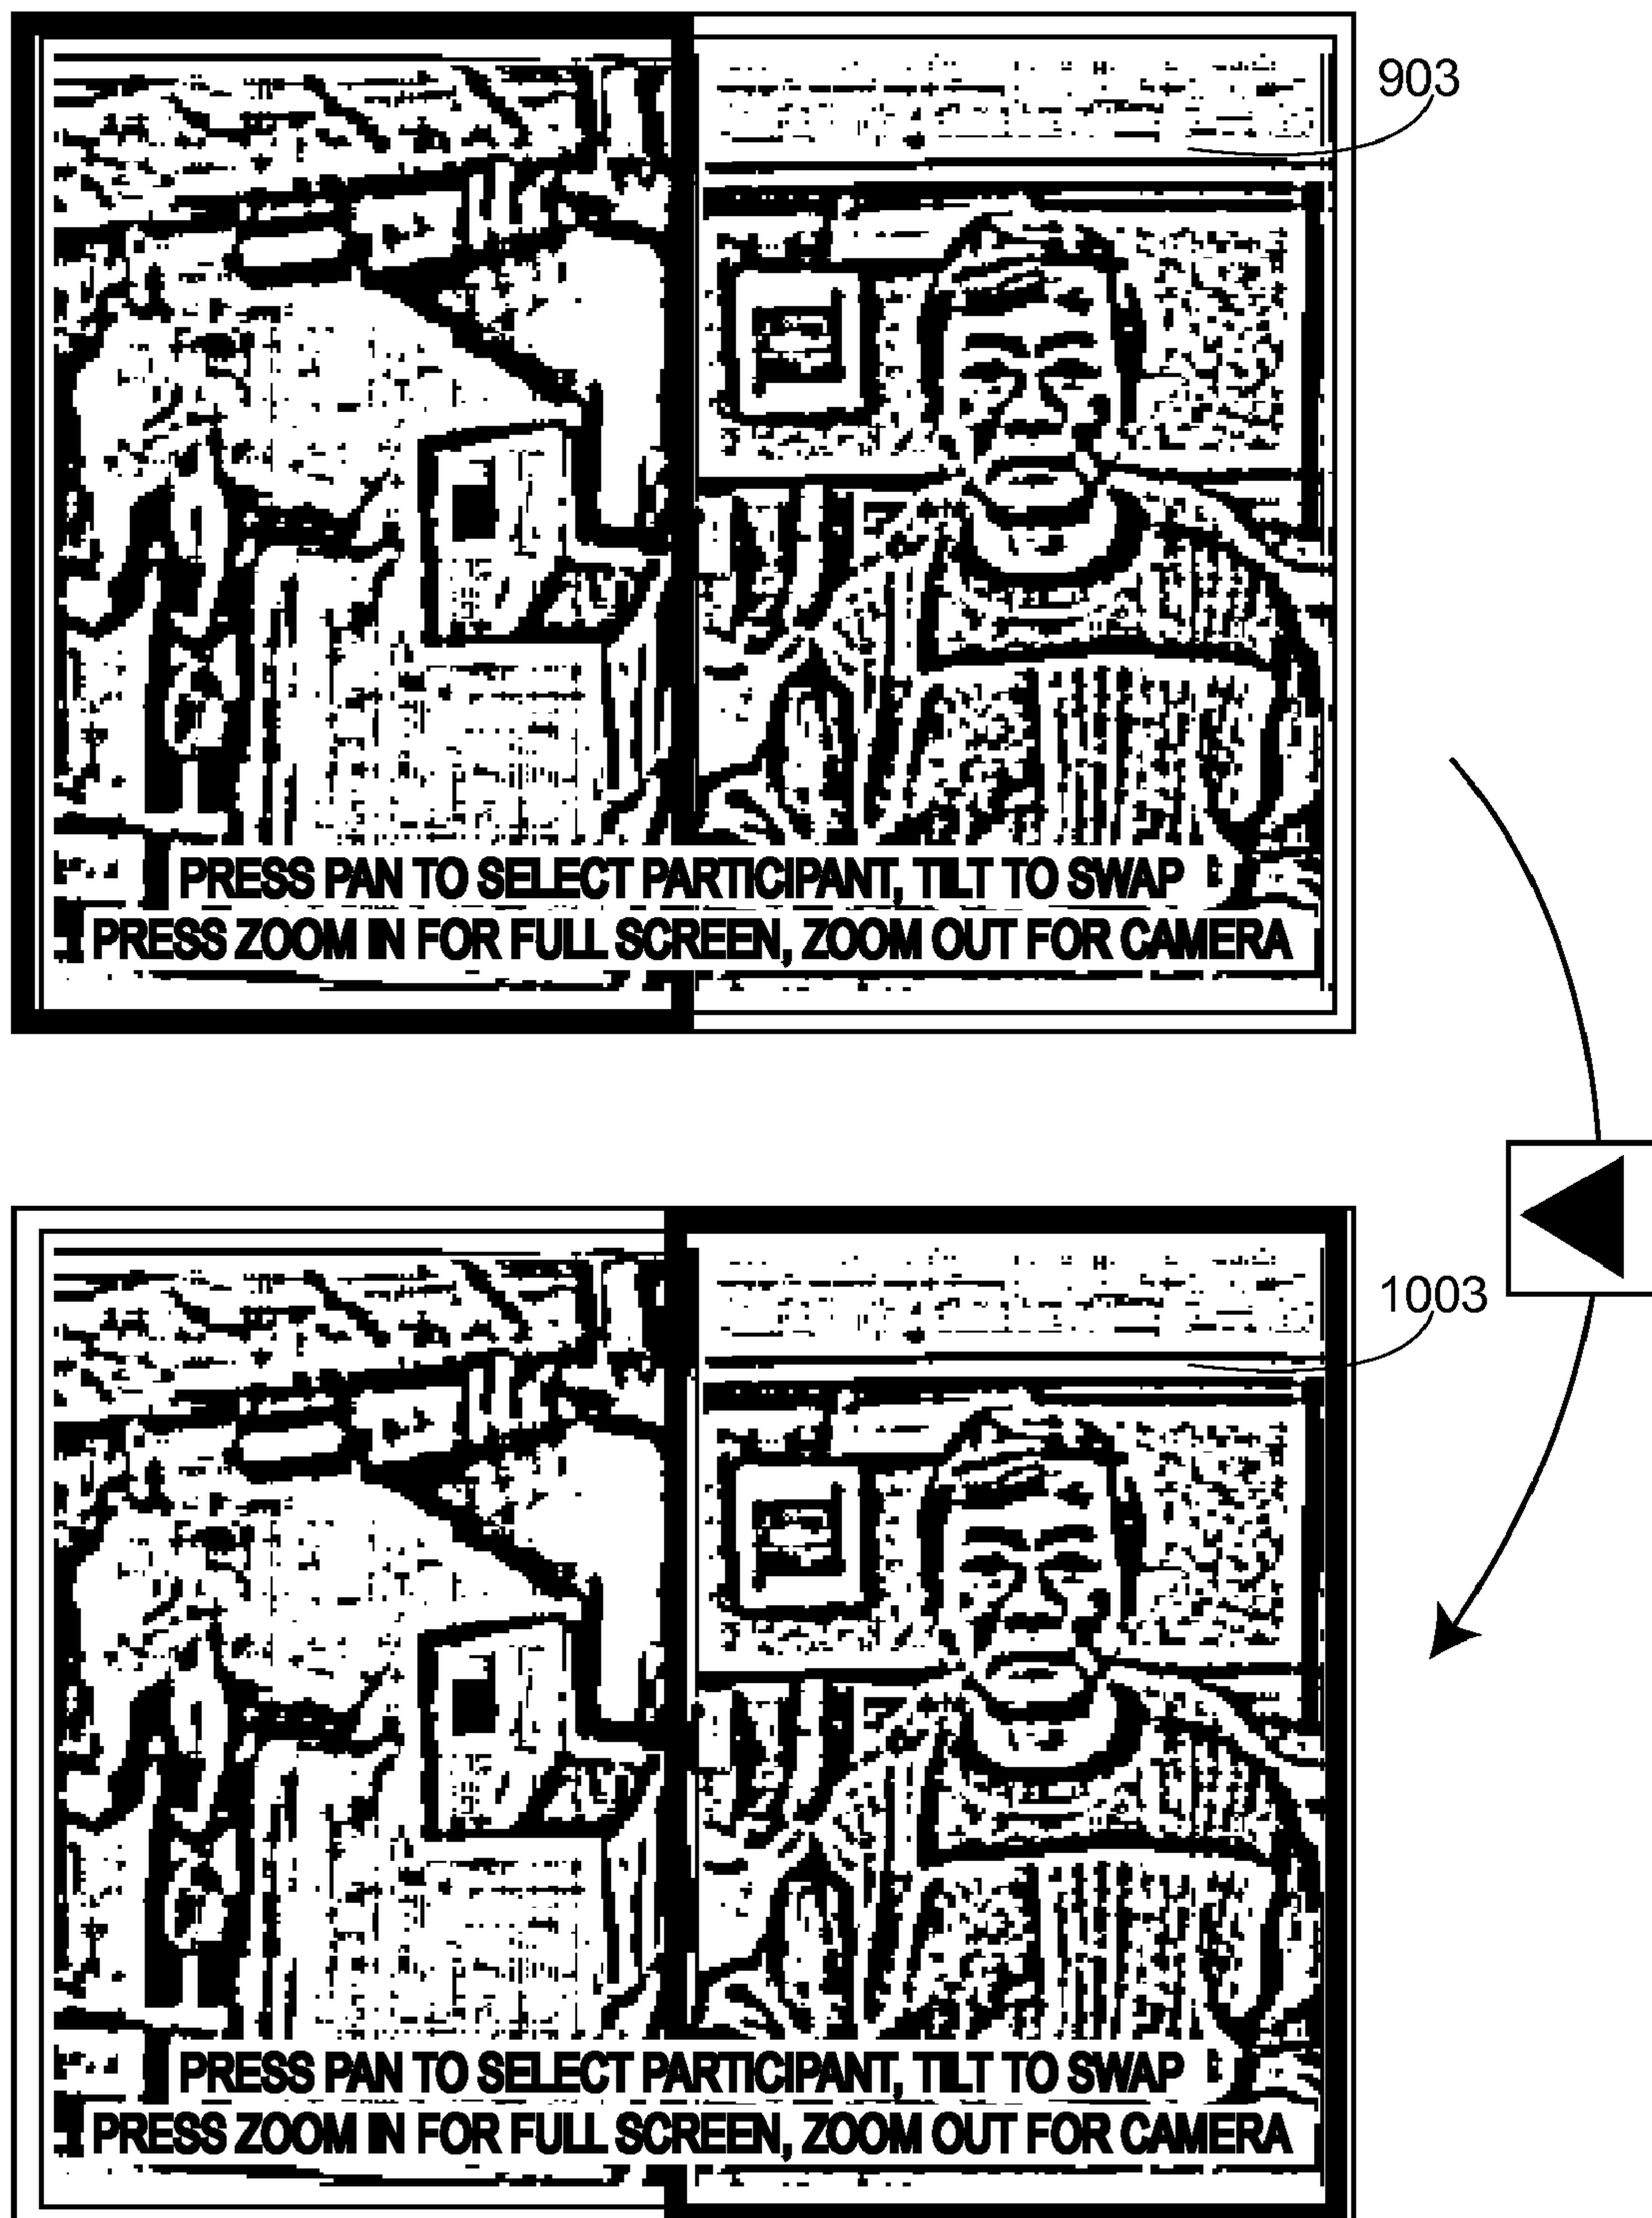 903
PRESS PAN TO SELECT PARTICIPANT, TILT TO SWAP
PRESS ZOOM IN FOR FULL SCREEN, ZOOM OUT FOR CAMERA
1003
PRESS PAN TO SELECT PARTICIPANT, TILT TO SWAP
PRESS ZOOM IN FOR FULL SCREEN, ZOOM OUT FOR CAMERA